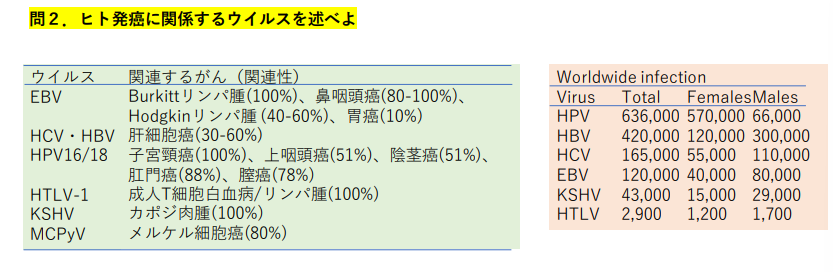 問2．ヒト発癌に関係するウイルスを述べよ
ウイルス 関連するがん（関連性）
EBV Burkittリンパ腫(100%)、鼻咽頭癌(80-100%)、
Hodgkinリンパ腫 (40-60%)、胃癌(10%)
HCV・HBV 肝細胞癌(30-60%)
HPV16/18 子宮頸癌(100%)、上咽頭癌(51%)、陰茎癌(51%)、
肛門癌(88%)、膣癌(78%)
HTLV-1 成人T細胞白血病/リンパ腫(100%)
KSHV カポジ肉腫(100%)
MCPyV メルケル細胞癌(80%)
Worldwide infection
Virus Total Females Males
HPV 636,000 570,000 66,000
HBV 420,000 120,000 300,000
HCV 165,000 55,000 110,000
EBV 120,000 40,000 80,000
KSHV 43,000 15,000 29,000
HTLV 2,900 1,200 1,700